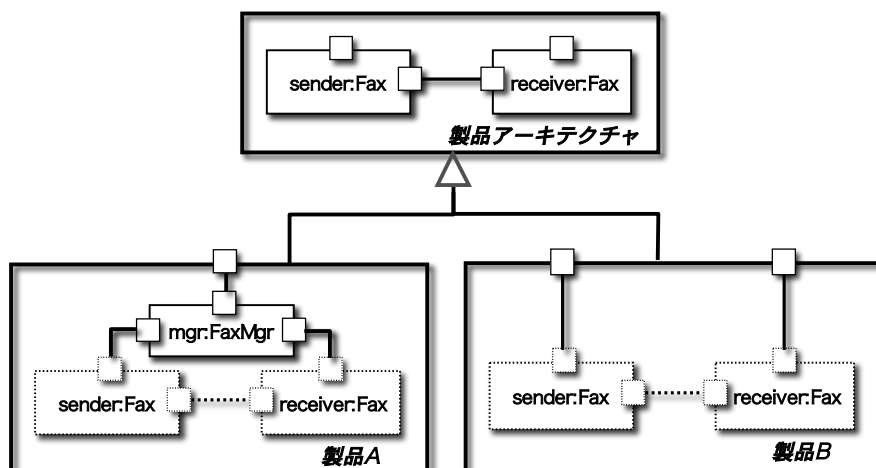 sender:Fax
receiver:Fax
製品アーキテクチャ
mgr:FaxMgr
sender:Fax
receiver:Fax
製品A
sender:Fax
receiver:Fax
製品B